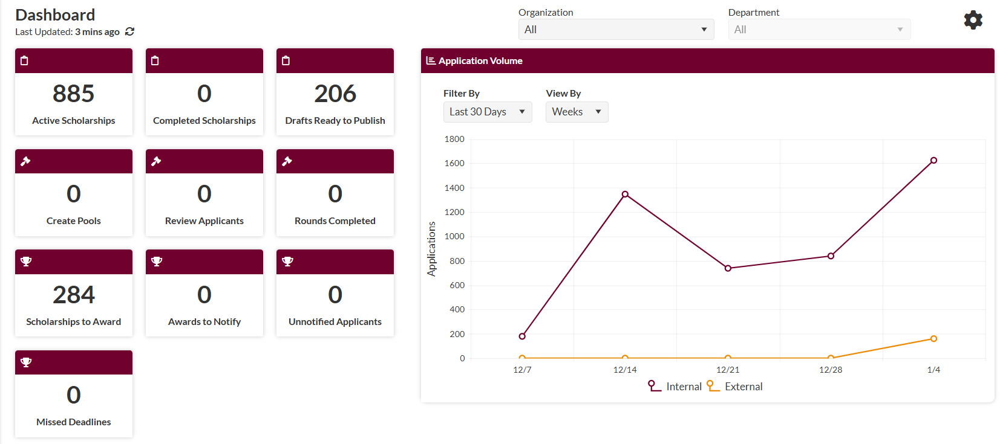 Dashboard
Last Updated: 3 mins ago
Organization
All
Department
All
885
Active Scholarships
0
Completed Scholarships
206
Drafts Ready to Publish
0
Create Pools
0
Review Applicants
0
Rounds Completed
284
Scholarships to Award
0
Awards to Notify
0
Unnotified Applicants
0
Missed Deadlines
Application Volume
Filter By
Last 30 Days
View By
Weeks
Applications
1800
1600
1400
1200
1000
800
600
400
200
0
12/7 12/14 12/21 12/28 1/4
Internal External